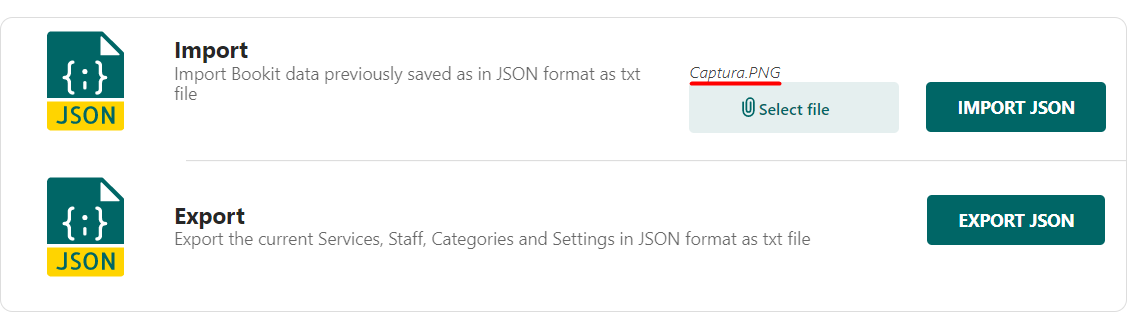 {;}
JSON
Import
Import Bookit data previously saved as in JSON format as txt
file
Captura.PNG
Select file
IMPORT JSON
{;}
JSON
Export
Export the current Services, Staff, Categories and Settings in JSON format as txt file
EXPORT JSON